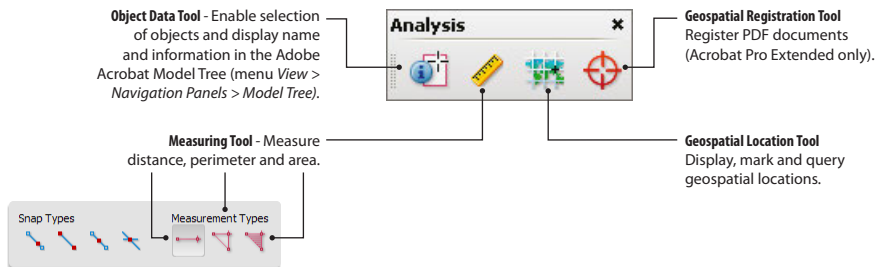 Object Data Tool - Enable selection
of objects and display name
and information in the Adobe
Acrobat Model Tree (menu View >
Navigation Panels > Model Tree).
Analysis
Geospatial Registration Tool
Register PDF documents
(Acrobat Pro Extended only).
Measuring Tool - Measure
distance, perimeter and area.
Geospatial Location Tool
Display, mark and query
geospatial locations.
Snap Types
Measurement Types